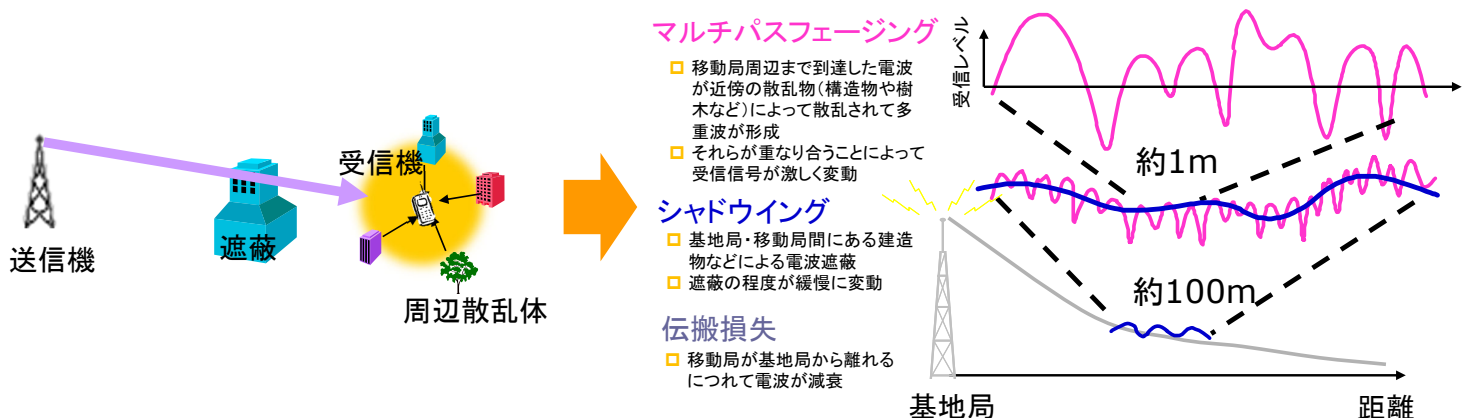 送信機
遮蔽
受信機
周辺散乱体
マルチパスフェージング
移動局周辺まで到達した電波
が近傍の散乱物(構造物や樹
木など)によって散乱されて多
重波が形成
それらが重なり合うことによって
受信信号が激しく変動
シャドウイング
基地局・移動局間にある建造
物などによる電波遮蔽
遮蔽の程度が緩慢に変動
伝搬損失
移動局が基地局から離れる
につれて電波が減衰
受信レベル
約1m
約100m
基地局
距離